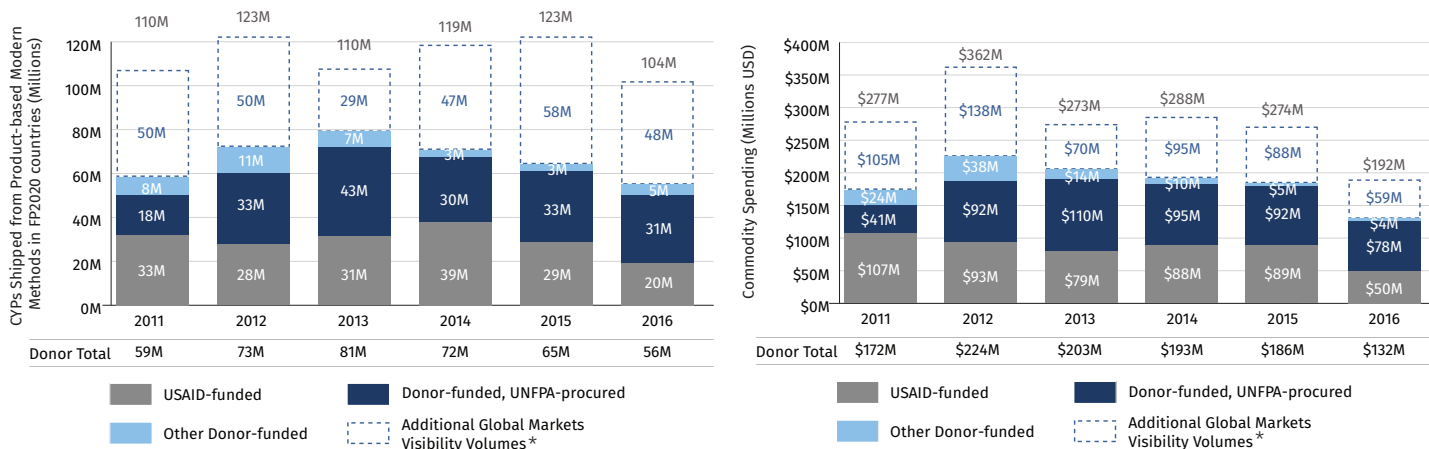 CYPs Shipped from Product-based Modern
Methods in FP2020 countries (Millions)
120M
100M
80M
60M
40M
20M
0M
110M
123M
110M
119M
123M
104M
50M
50M
29M
47M
58M
48M
8M
11M
7M
3M
3M
5M
18M
33M
43M
30M
33M
31M
33M
28M
31M
39M
29M
20M
2011 2012 2013 2014 2015 2016
Donor Total 59M 73M 81M 72M 65M 56M
USAID-funded
Donor-funded, UNFPA-procured
Other Donor-funded
Additional Global Markets
Visibility Volumes*
Commodity Spending (Millions USD)
$400M
$350M
$300M
$250M
$200M
$150M
$100M
$50M
$0M
$277M
$362M
$273M
$288M
$274M
$192M
$105M
$138M
$70M
$95M
$88M
$59M
$24M
$38M
$14M
$10M
$5M
$4M
$41M
$92M
$110M
$95M
$92M
$78M
$107M
$93M
$79M
$88M
$89M
$50M
2011 2012 2013 2014 2015 2016
Donor Total $172M $224M $203M $193M $186M $132M
USAID-funded
Donor-funded, UNFPA-procured
Other Donor-funded
Additional Global Markets
Visibility Volumes*